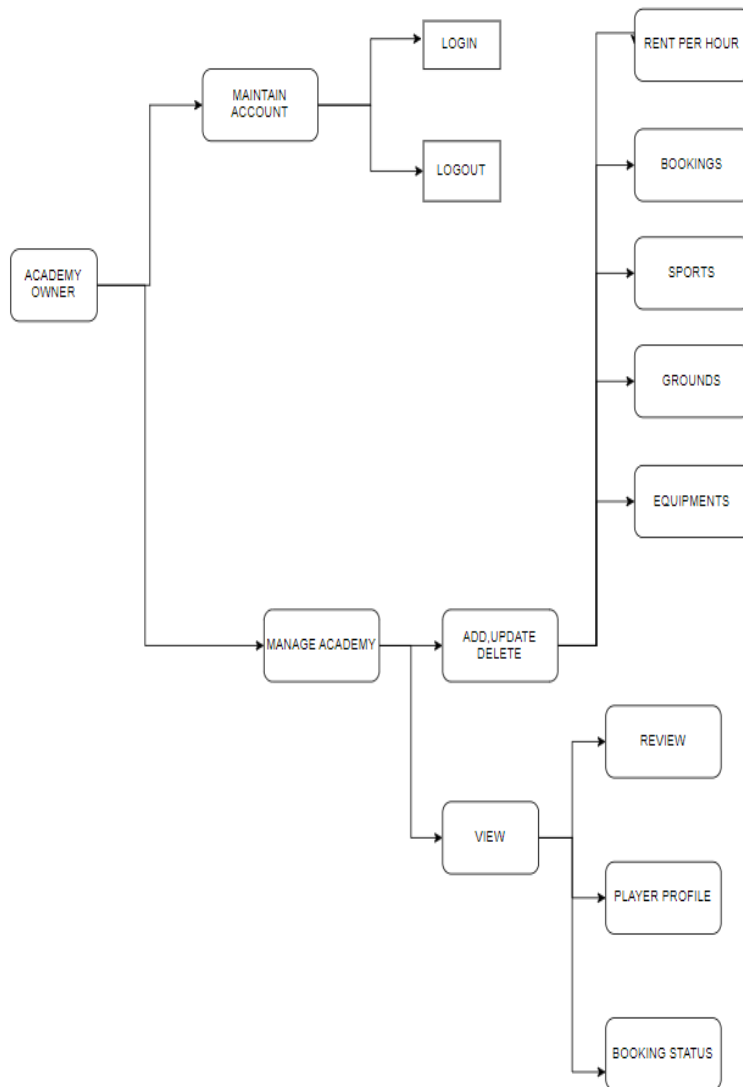 LOGIN
RENT PER HOUR
MAINTAIN
ACCOUNT
LOGOUT
BOOKINGS
ACADEMY
OWNER
SPORTS
GROUNDS
EQUIPMENTS
MANAGE ACADEMY
ADD,UPDATE
DELETE
REVIEW
VIEW
PLAYER PROFILE
BOOKING STATUS